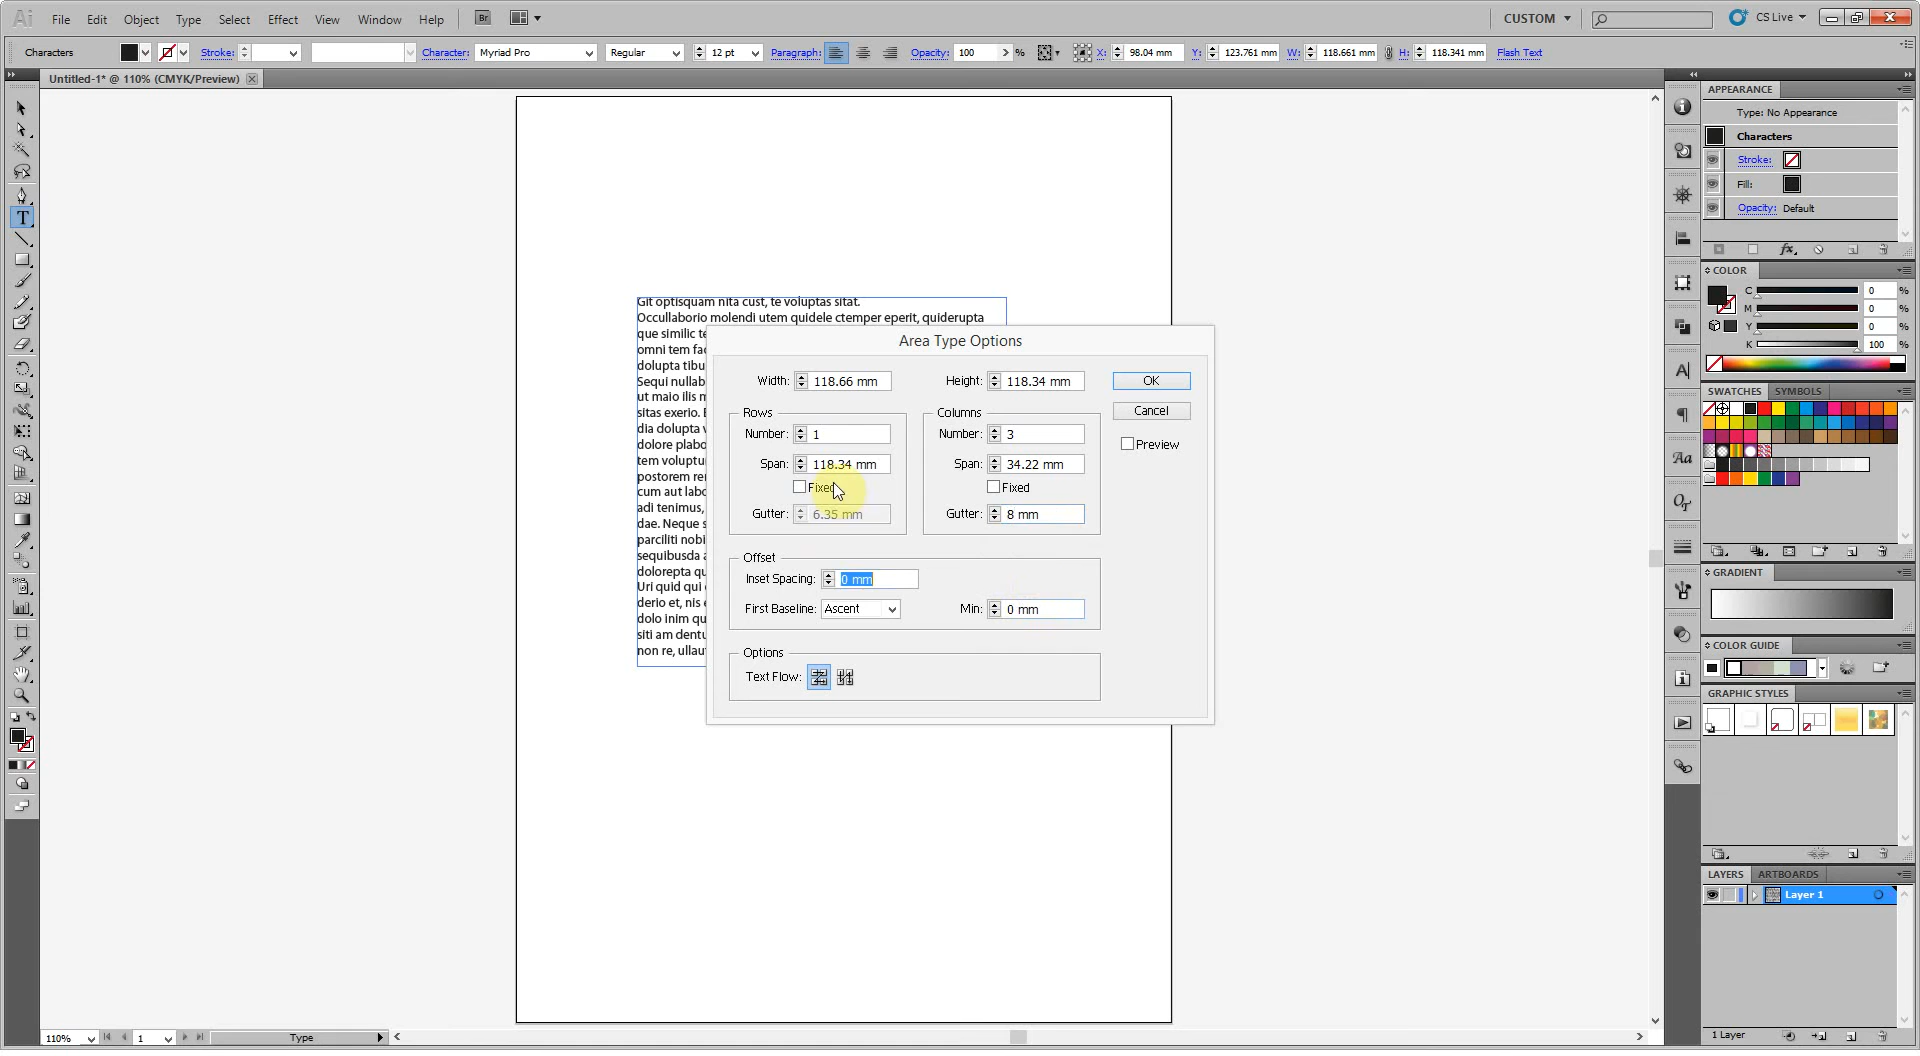 Ai File Edit Object Type Select Effect View Window Help Br CUSTOM CS Live
Characters Stroke: Character: Myriad Pro Regular 12 pt Paragraph: Opacity: 100 % X: 98.04 mm Y: 123.761 mm W: 118.661 mm H: 118.341 mm Flash Text
Untitled-1* @ 110% (CMYK/Preview)
Git optisquam nita cust, te voluptas sitat.
Occullaborio molendi utem quidele ctemper eperit, quiderupta
que similic te
omni tem fac
dolupta tibu
Sequi nullab
ut maio ilis m
sitas exerio. E
dia dolupta v
dolore plabo
tem voluptur
postorem rer
cum aut labo
adi tenimus,
dae. Neque s
parciliti nobi
sequibusda a
dolorepta qu
Uri quid qui
derio et, nis e
dolo inim qu
siti am dentu
non re, ullaut
Area Type Options
Width: 118.66 mm Height: 118.34 mm OK
Cancel
Rows Columns
Number: 1 Number: 3 Preview
Span: 118.34 mm Span: 34.22 mm
Fixed Fixed
Gutter: 6.35 mm Gutter: 8 mm
Offset
Inset Spacing: 0 mm
First Baseline: Ascent Min: 0 mm
Options
Text Flow:
APPEARANCE
Type: No Appearance
Characters
Stroke:
Fill:
Opacity: Default
fx
COLOR
C 0 %
M 0 %
Y 0 %
K 100 %
SWATCHES SYMBOLS
GRADIENT
COLOR GUIDE
GRAPHIC STYLES
LAYERS ARTBOARDS
Layer 1
1 Layer
110% 1 Type